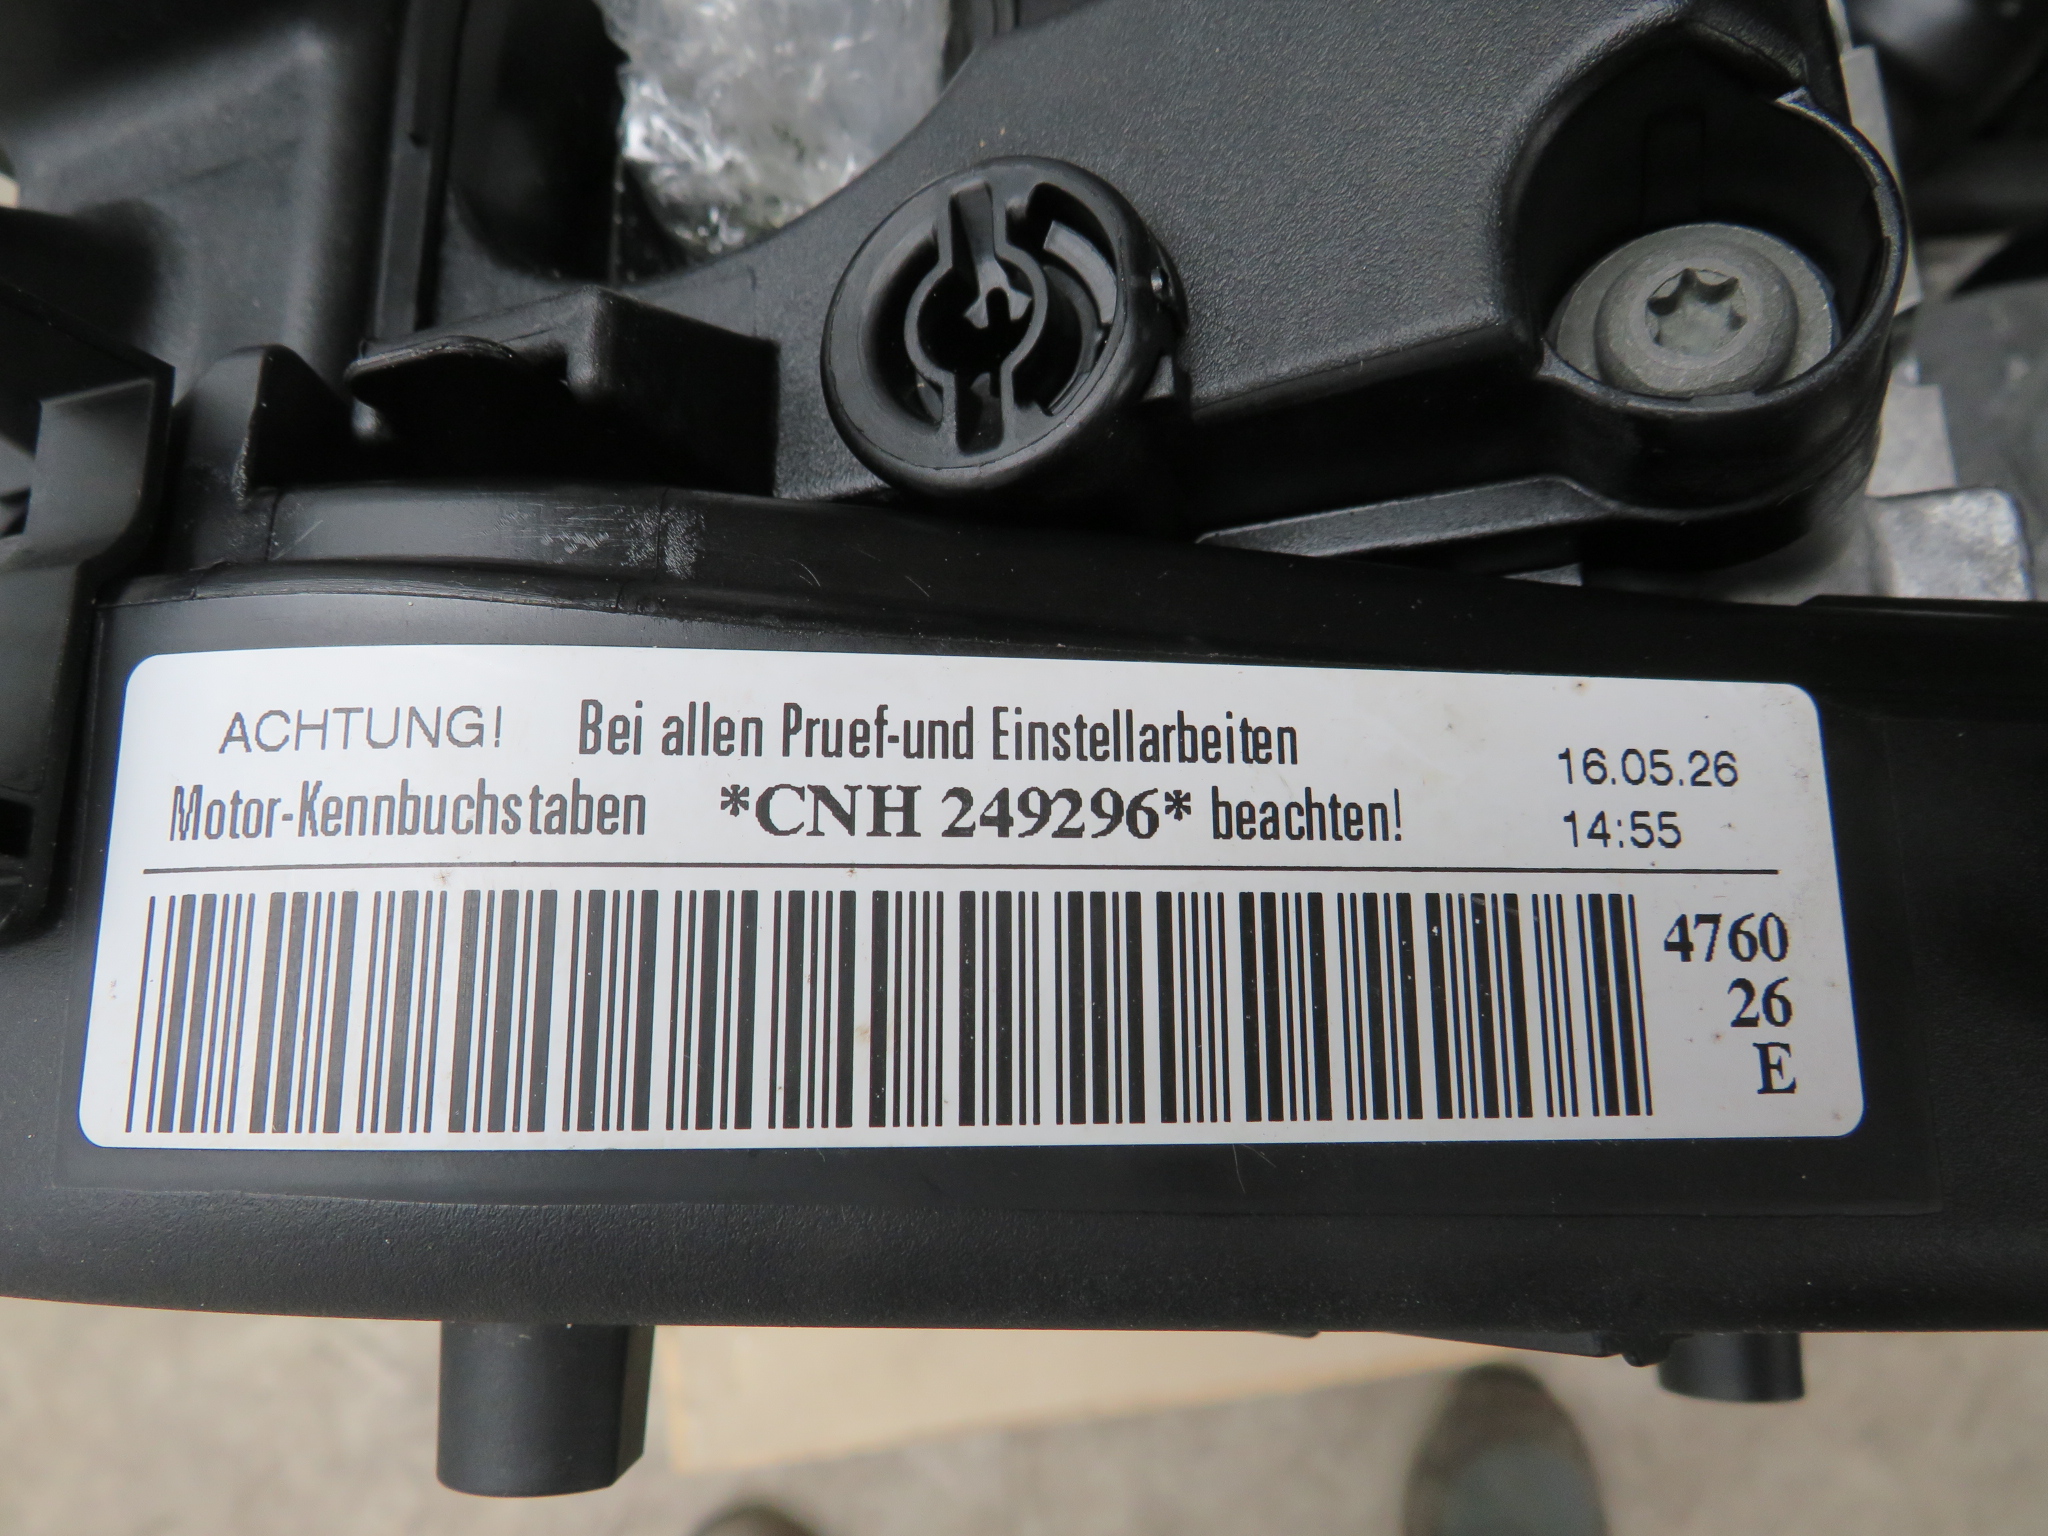 ACHTUNG! Bei allen Pruef-und Einstellarbeiten
Motor-Kennbuchstaben *CNH 249296* beachten!
16.05.26
14:55
4760
26
E